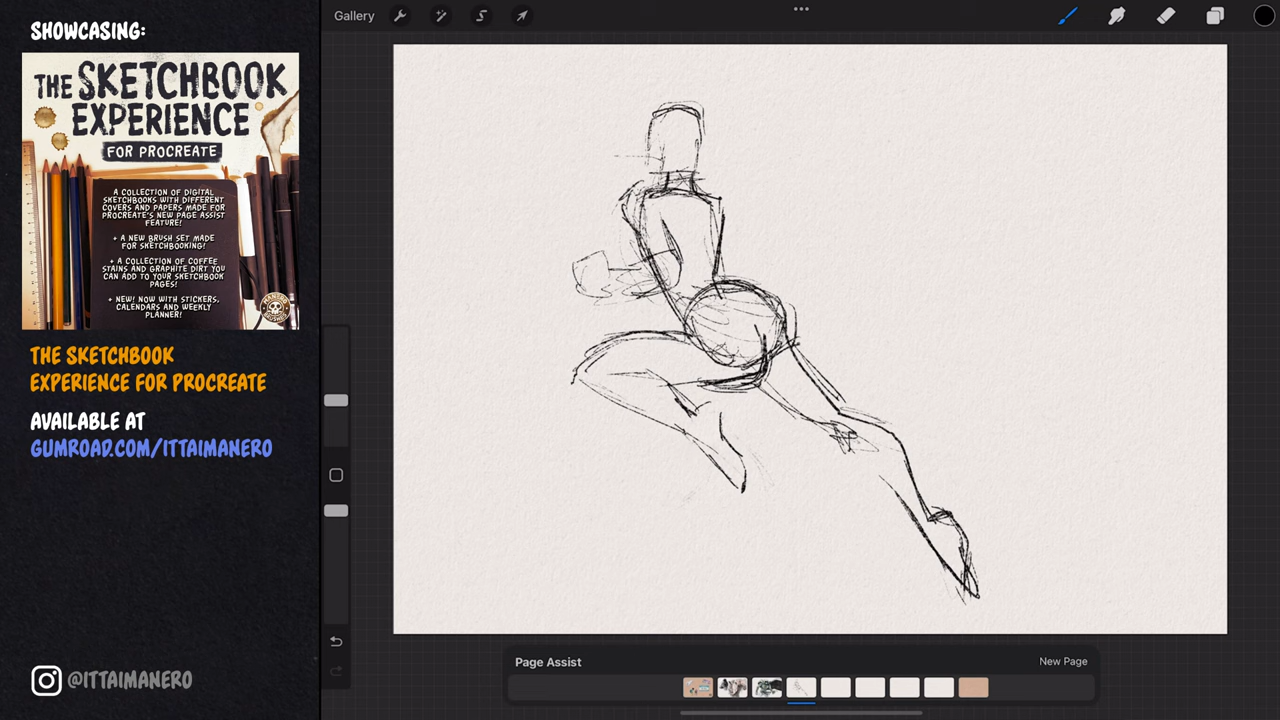 SHOWCASING:
THE SKETCHBOOK
EXPERIENCE
FOR PROCREATE
A COLLECTION OF DIGITAL
SKETCHBOOKS WITH DIFFERENT
COVERS AND PAPERS MADE FOR
PROCREATE'S NEW PAGE ASSIST
FEATURE!
+ A NEW BRUSH SET MADE
FOR SKETCHBOOKING!
+ A COLLECTION OF COFFEE
STAINS AND GRAPHITE DIRT YOU
CAN ADD TO YOUR SKETCHBOOK
PAGES!
+ NEW! NOW WITH STICKERS,
CALENDARS AND WEEKLY
PLANNER!
THE SKETCHBOOK
EXPERIENCE FOR PROCREATE
AVAILABLE AT
GUMROAD.COM/ITTAIMANERO
@ITTAIMANERO
Gallery
Page Assist
New Page